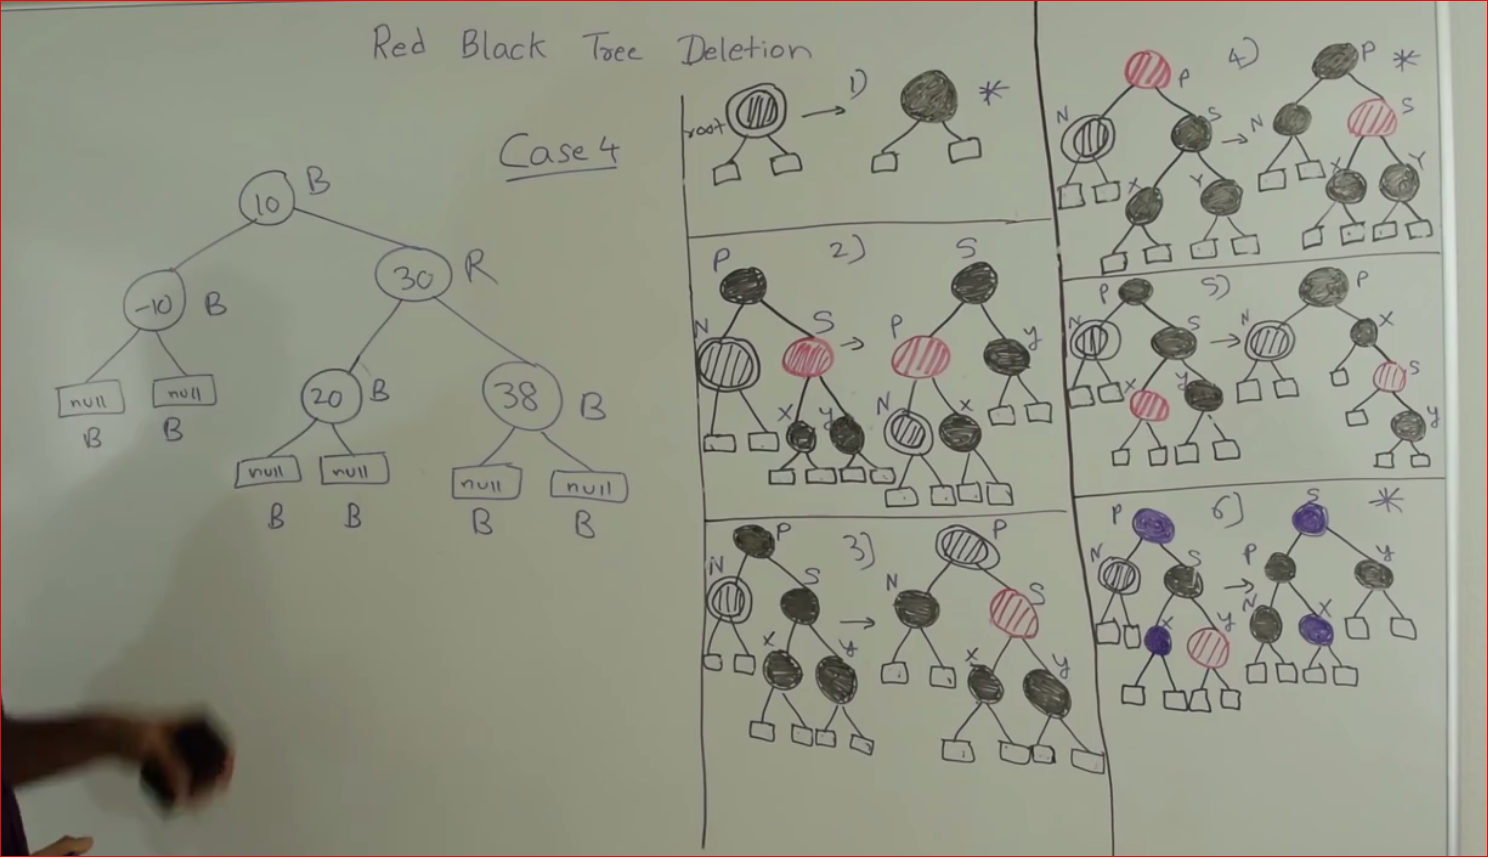 Red Black Tree Deletion
Case 4
10 B
-10 B
30 R
20 B
38 B
null null
B B
null null
B B
null null
B B
1)
root
*
2)
P S
N S P y
X y N X
3)
P P
N S N S
X y X y
4)
P P *
N S N S
X Y X Y
5)
P P
N S N X
X y S
y
6)
P S *
N S P y
X y N X